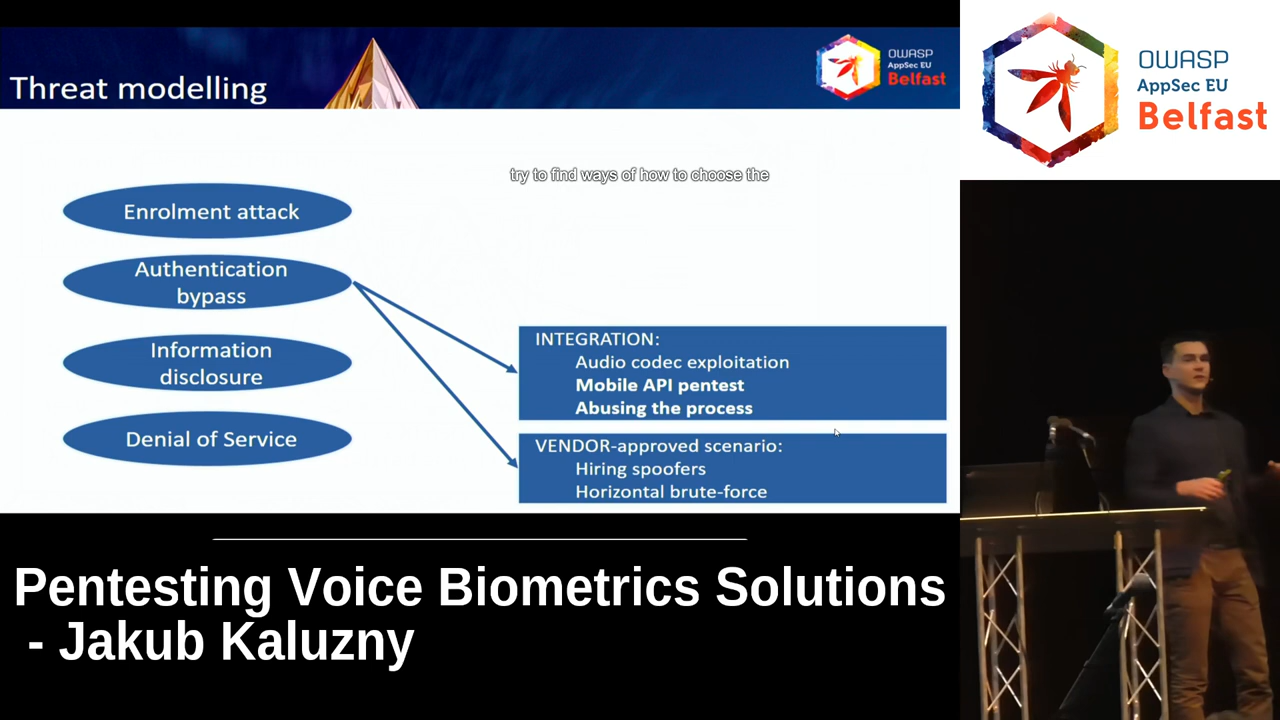 Threat modelling
OWASP
AppSec EU
Belfast
OWASP
AppSec EU
Belfast
try to find ways of how to choose the
Enrolment attack
Authentication
bypass
Information
disclosure
Denial of Service
INTEGRATION:
Audio codec exploitation
Mobile API pentest
Abusing the process
VENDOR-approved scenario:
Hiring spoofers
Horizontal brute-force
Pentesting Voice Biometrics Solutions
- Jakub Kaluzny